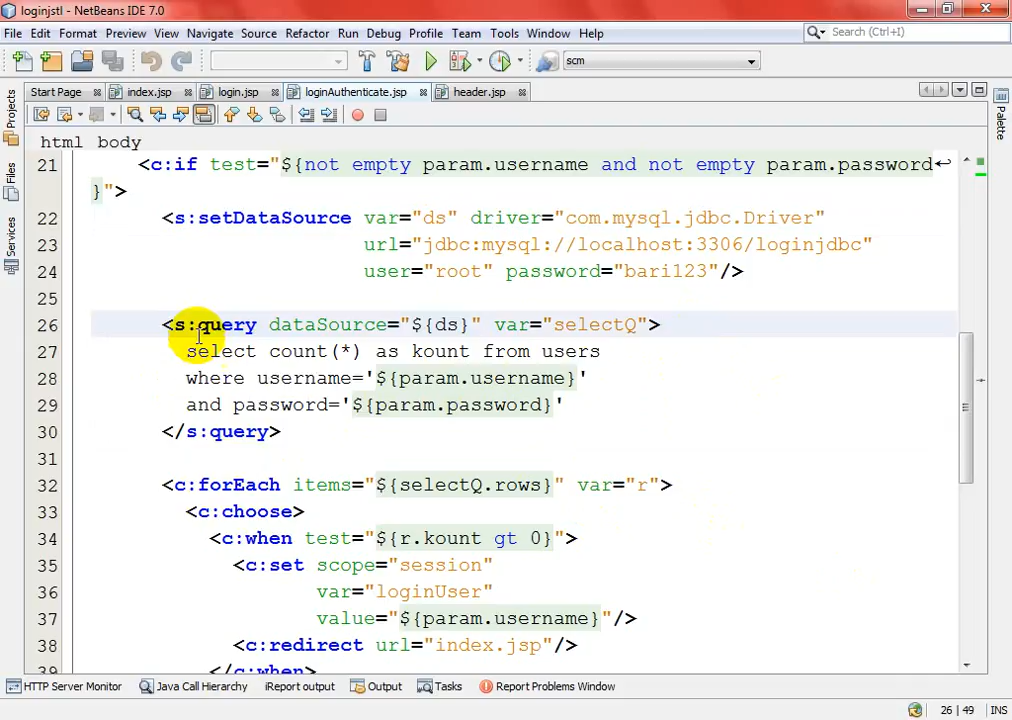 loginjstl - NetBeans IDE 7.0
File Edit Format Preview View Navigate Source Refactor Run Debug Profile Team Tools Window Help
Search (Ctrl+I)
scm
Start Page index.jsp login.jsp loginAuthenticate.jsp header.jsp
html body
Projects
Files
Services
Palette
21 <c:if test="${not empty param.username and not empty param.password
}">
22 <s:setDataSource var="ds" driver="com.mysql.jdbc.Driver"
23 url="jdbc:mysql://localhost:3306/loginjdbc"
24 user="root" password="bari123"/>
25
26 <s:query dataSource="${ds}" var="selectQ">
27 select count(*) as kount from users
28 where username='${param.username}'
29 and password='${param.password}'
30 </s:query>
31
32 <c:forEach items="${selectQ.rows}" var="r">
33 <c:choose>
34 <c:when test="${r.kount gt 0}">
35 <c:set scope="session"
36 var="loginUser"
37 value="${param.username}"/>
38 <c:redirect url="index.jsp"/>
39 </c:when>
HTTP Server Monitor Java Call Hierarchy iReport output Output Tasks Report Problems Window
26 | 49 INS